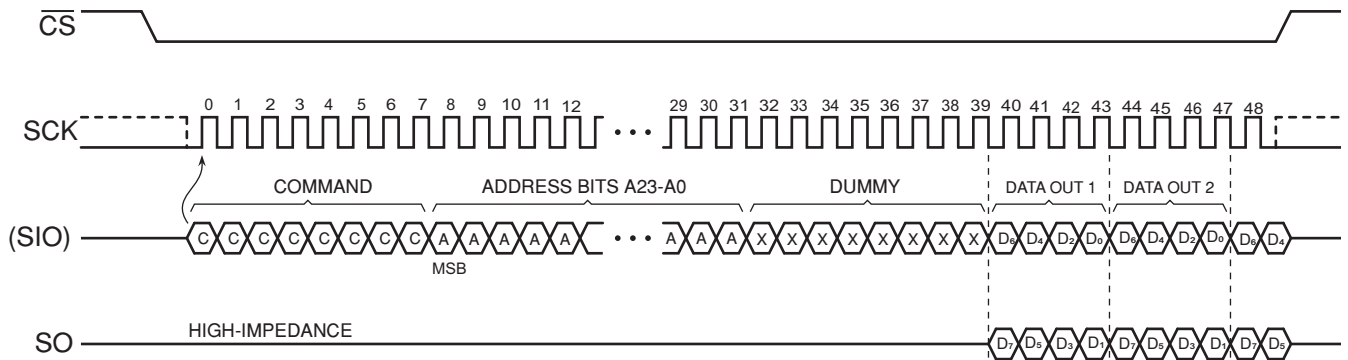 CS
0 1 2 3 4 5 6 7 8 9 10 11 12 29 30 31 32 33 34 35 36 37 38 39 40 41 42 43 44 45 46 47 48
SCK
COMMAND ADDRESS BITS A23-A0 DUMMY DATA OUT 1 DATA OUT 2
(SIO) C C C C C C C C A A A A A A A A X X X X X X X X D₆ D₄ D₂ D₀ D₆ D₄ D₂ D₀ D₆ D₄
MSB
HIGH-IMPEDANCE
SO D₇ D₅ D₃ D₁ D₇ D₅ D₃ D₁ D₇ D₅